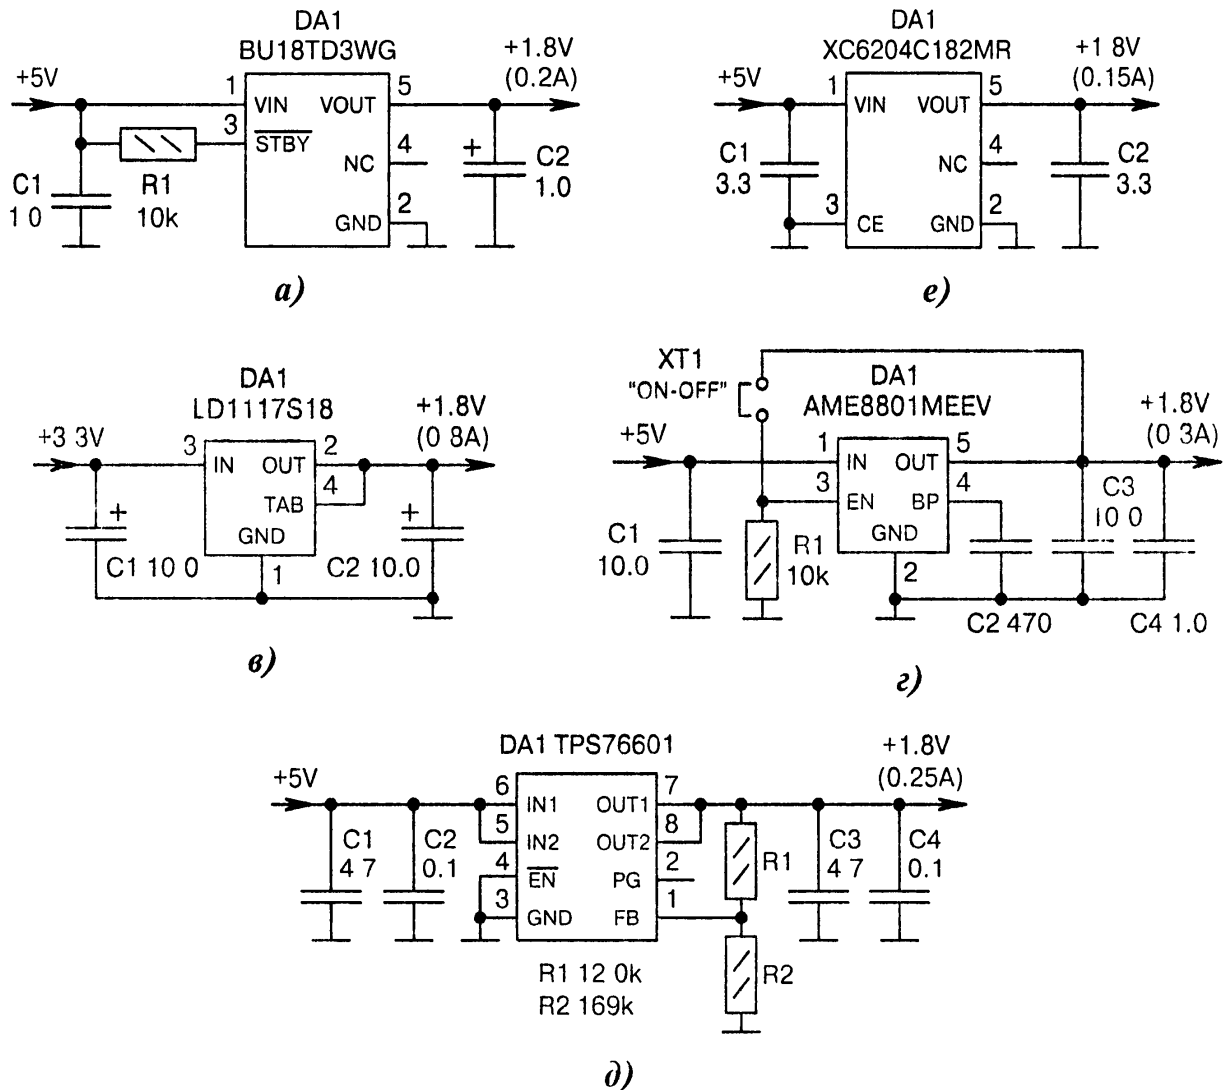 DA1
BU18TD3WG
+5V
+1.8V
(0.2A)
1
VIN
VOUT
5
3
STBY
NC
4
GND
2
C1
1 0
R1
10k
+
C2
1.0
а)
DA1
XC6204C182MR
+5V
+1 8V
(0.15A)
1
VIN
VOUT
5
NC
4
3
CE
GND
2
C1
3.3
C2
3.3
е)
DA1
LD1117S18
+3 3V
+1.8V
(0 8A)
3
IN
OUT
2
TAB
4
GND
1
+
C1 10 0
+
C2 10.0
в)
XT1
"ON-OFF"
DA1
AME8801MEEV
+5V
+1.8V
(0 3A)
1
IN
OUT
5
3
EN
BP
4
GND
2
C1
10.0
R1
10k
C3
10 0
C2 470
C4 1.0
г)
DA1 TPS76601
+5V
+1.8V
(0.25A)
6
IN1
OUT1
7
5
IN2
OUT2
8
4
EN
PG
2
3
GND
FB
1
C1
4 7
C2
0.1
R1
C3
4 7
C4
0.1
R2
R1 12 0k
R2 169k
д)